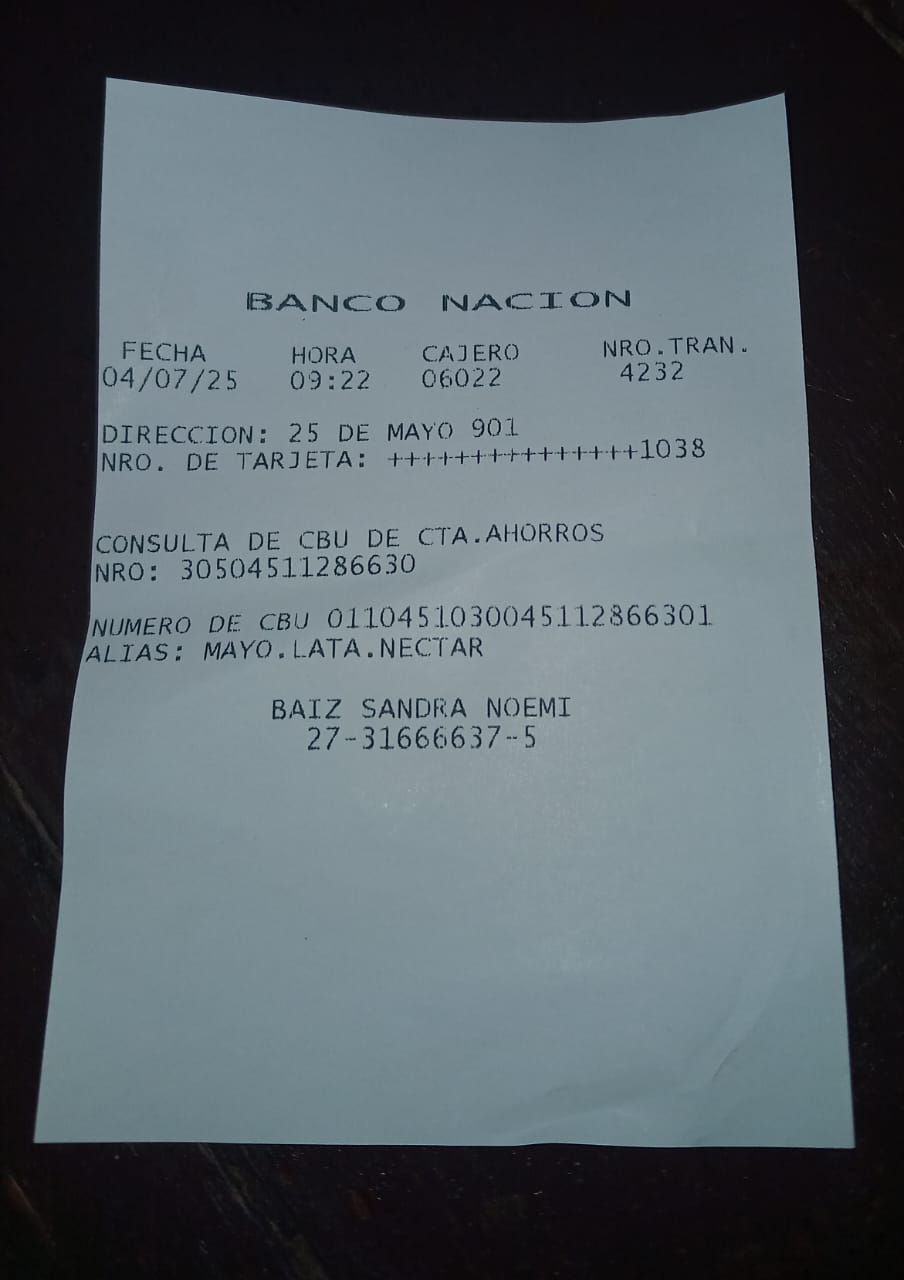 BANCO NACION
FECHA HORA CAJERO NRO.TRAN.
04/07/25 09:22 06022 4232
DIRECCION: 25 DE MAYO 901
NRO. DE TARJETA: +++++++++++++++1038
CONSULTA DE CBU DE CTA.AHORROS
NRO: 30504511286630
NUMERO DE CBU 0110451030045112866301
ALIAS: MAYO.LATA.NECTAR
BAIZ SANDRA NOEMI
27-31666637-5